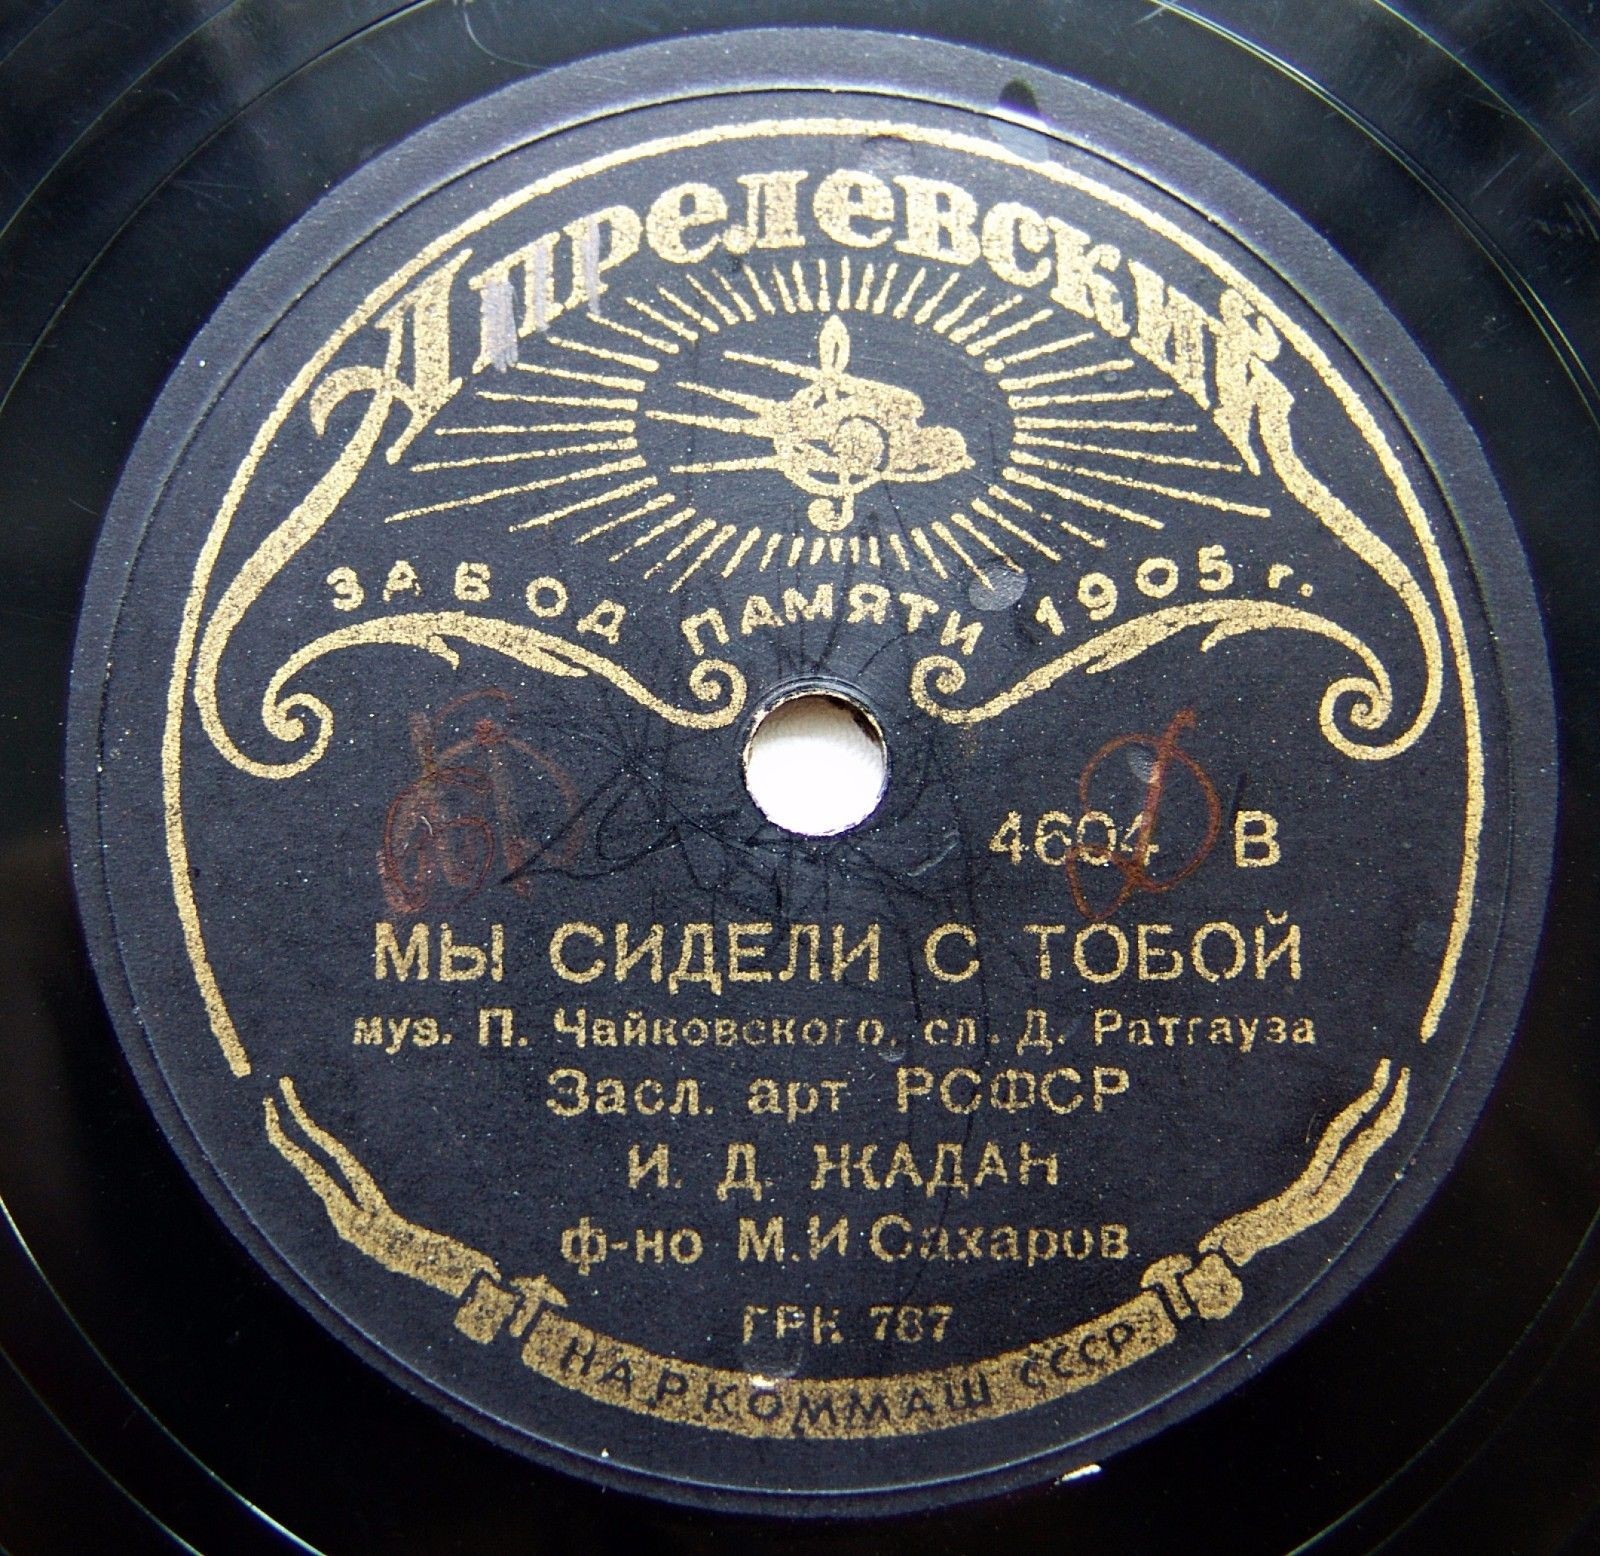 Апрелевский
ЗАВОД ПАМЯТИ 1905 г.
4604 В
МЫ СИДЕЛИ С ТОБОЙ
муз. П. Чайковского, сл. Д. Ратгауза
Засл. арт РСФСР
И. Д. ЖАДАН
ф-но М.И Сахаров
ГРК 787
НАРКОММАШ СССР